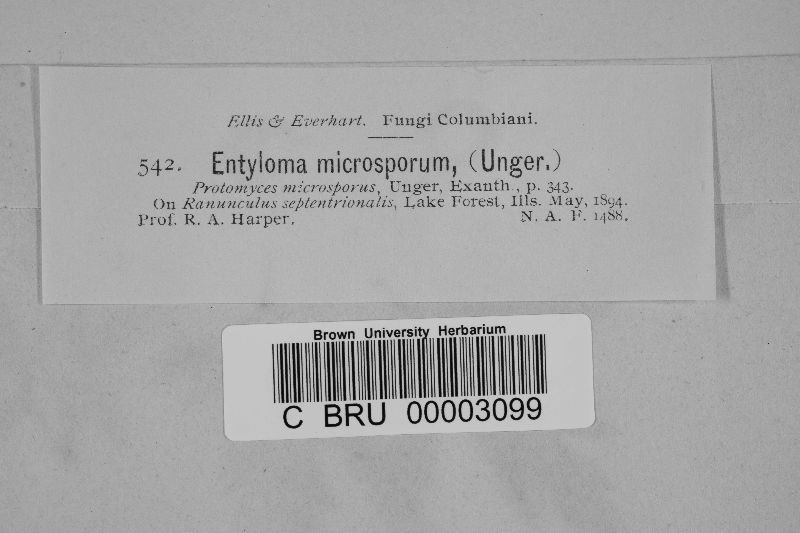 Ellis & Everhart. Fungi Columbiani.
542. Entyloma microsporum, (Unger.)
Protomyces microsporus, Unger, Exanth., p. 343.
On Ranunculus septentrionalis, Lake Forest, Ills. May, 1894.
Prof. R. A. Harper. N. A. F. 1488.
Brown University Herbarium
C BRU 00003099